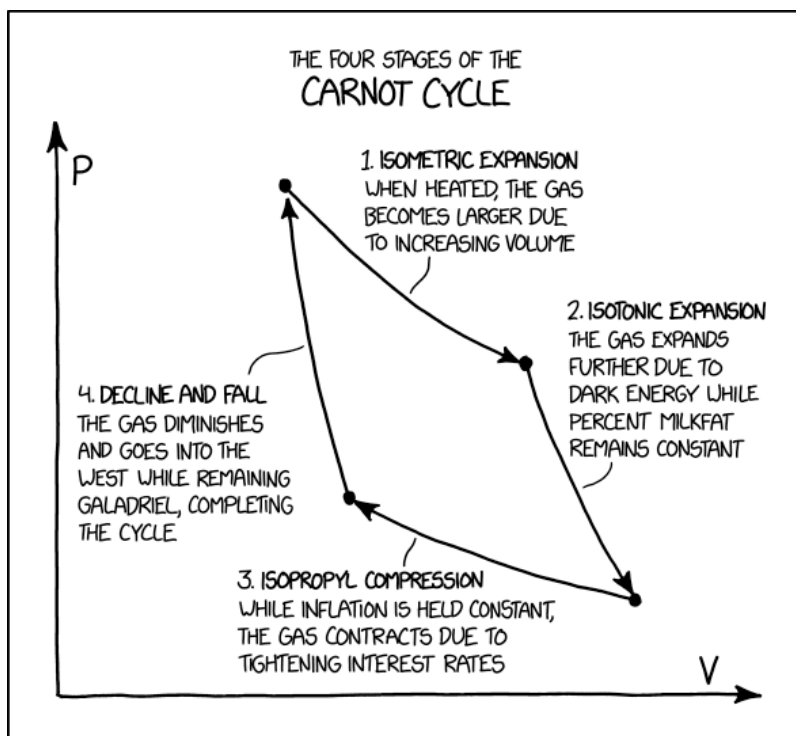 THE FOUR STAGES OF THE
CARNOT CYCLE
P
1. ISOMETRIC EXPANSION
WHEN HEATED, THE GAS
BECOMES LARGER DUE
TO INCREASING VOLUME
2. ISOTONIC EXPANSION
THE GAS EXPANDS
FURTHER DUE TO
DARK ENERGY WHILE
PERCENT MILKFAT
REMAINS CONSTANT
3. ISOPROPYL COMPRESSION
WHILE INFLATION IS HELD CONSTANT,
THE GAS CONTRACTS DUE TO
TIGHTENING INTEREST RATES
4. DECLINE AND FALL
THE GAS DIMINISHES
AND GOES INTO THE
WEST WHILE REMAINING
GALADRIEL, COMPLETING
THE CYCLE
V